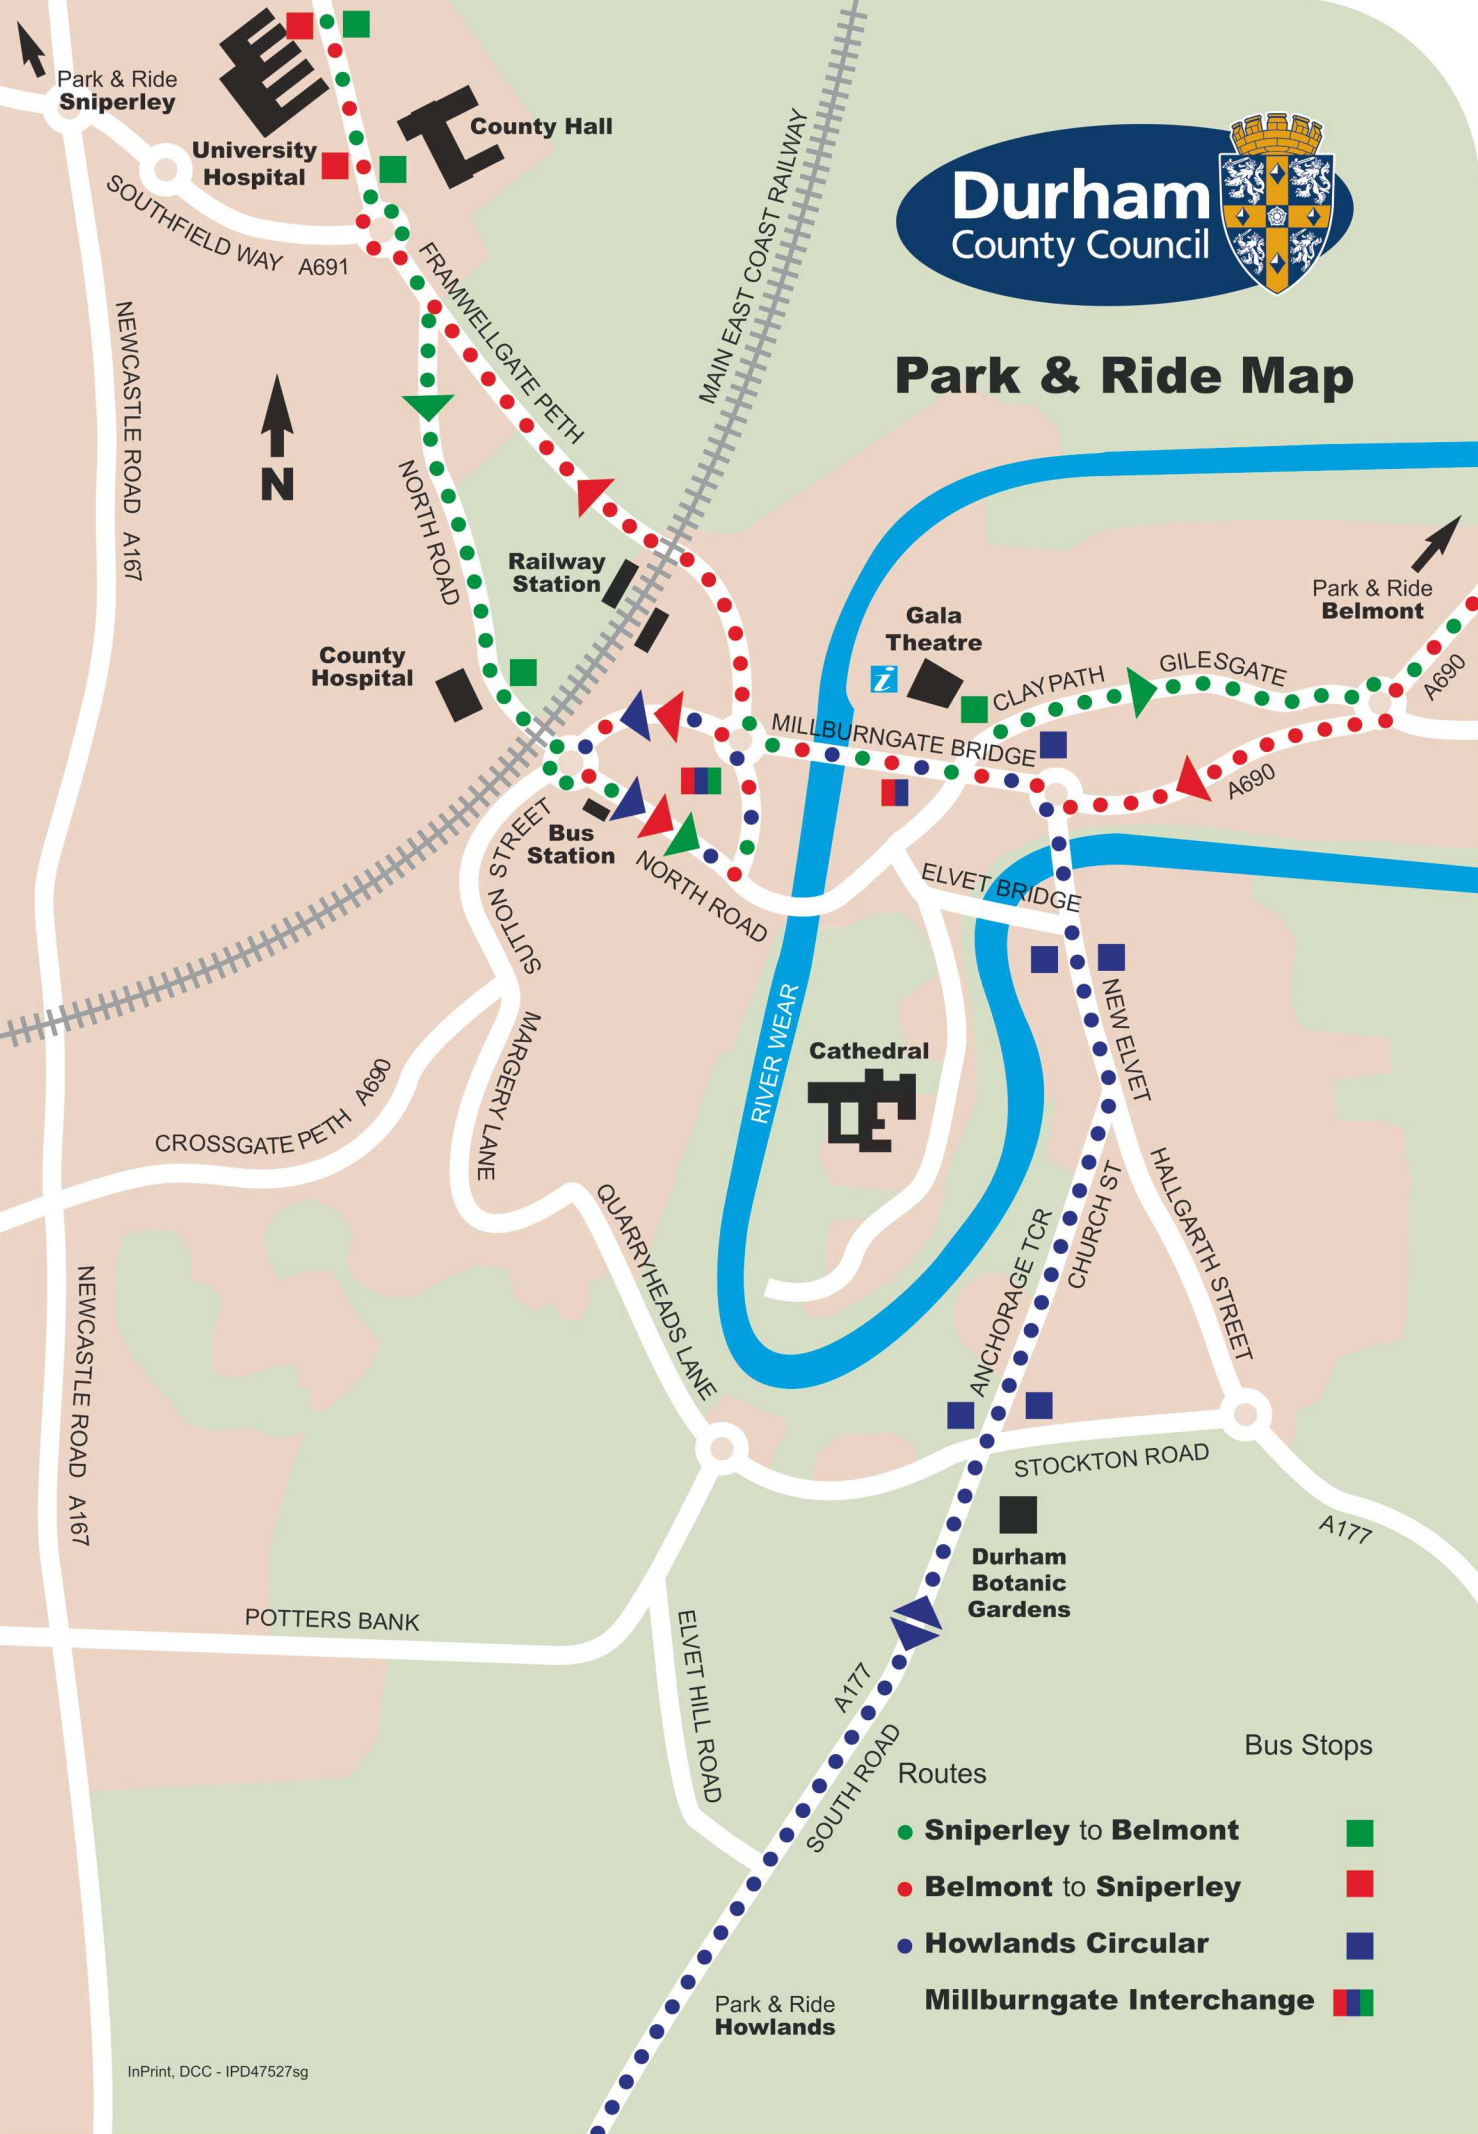 Park & Ride
Sniperley
University
Hospital
County Hall
SOUTHFIELD WAY A691
FRAMWELLGATE PETH
MAIN EAST COAST RAILWAY
Durham
County Council
Park & Ride Map
NEWCASTLE ROAD A167
N
NORTH ROAD
Railway
Station
County
Hospital
Gala
Theatre
i
Park & Ride
Belmont
CLAYPATH
GILESGATE
A690
MILLBURNGATE BRIDGE
A690
Bus
Station
SUTTON STREET
NORTH ROAD
ELVET BRIDGE
RIVER WEAR
NEW ELVET
Cathedral
MARGERY LANE
CROSSGATE PETH A690
QUARRYHEADS LANE
CHURCH ST
HALLGARTH STREET
ANCHORAGE TCR
NEWCASTLE ROAD A167
STOCKTON ROAD
A177
Durham
Botanic
Gardens
POTTERS BANK
ELVET HILL ROAD
A177
SOUTH ROAD
Bus Stops
Routes
Sniperley to Belmont
Belmont to Sniperley
Howlands Circular
Millburngate Interchange
Park & Ride
Howlands
InPrint, DCC - IPD47527sg